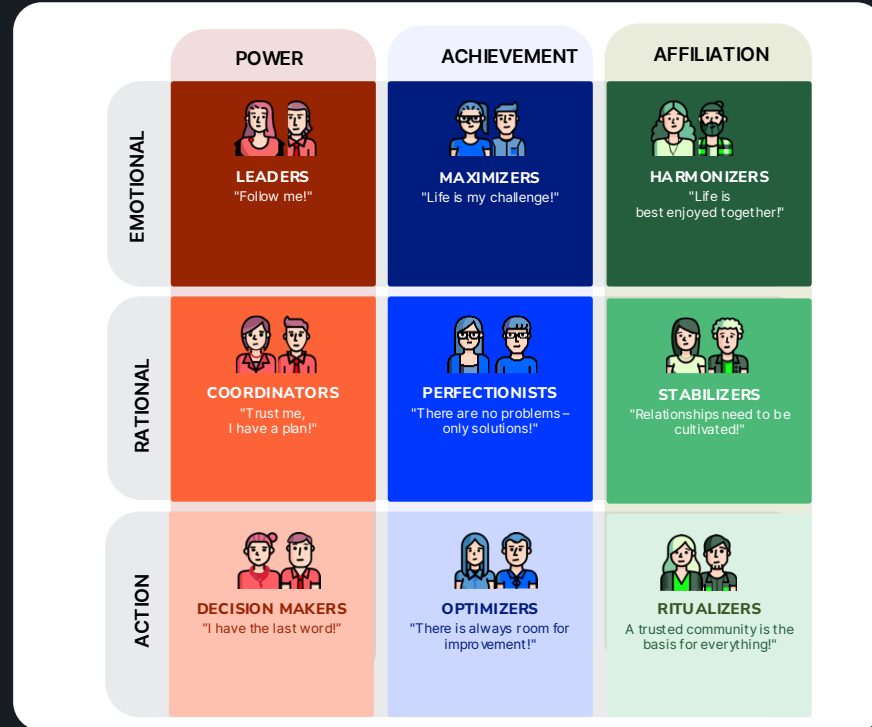 POWER
ACHIEVEMENT
AFFILIATION
EMOTIONAL
LEADERS
"Follow me!"
MAXIMIZERS
"Life is my challenge!"
HARMONIZERS
"Life is
best enjoyed together!"
RATIONAL
COORDINATORS
"Trust me,
I have a plan!"
PERFECTIONISTS
"There are no problems –
only solutions!"
STABILIZERS
"Relationships need to be
cultivated!"
ACTION
DECISION MAKERS
"I have the last word!”
OPTIMIZERS
"There is always room for
improvement!"
RITUALIZERS
A trusted community is the
basis for everything!"